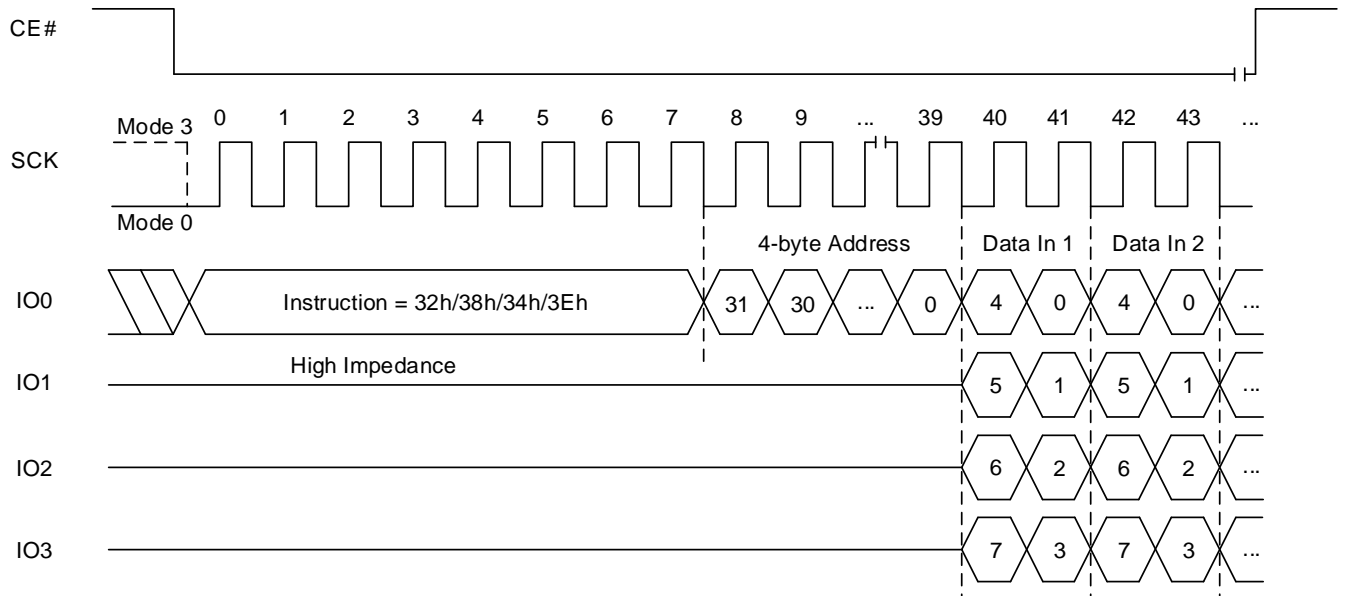 CE#
Mode 3 0 1 2 3 4 5 6 7 8 9 ... 39 40 41 42 43 ...
SCK
Mode 0
4-byte Address Data In 1 Data In 2
IO0 Instruction = 32h/38h/34h/3Eh 31 30 ... 0 4 0 4 0 ...
High Impedance
IO1 5 1 5 1 ...
IO2 6 2 6 2 ...
IO3 7 3 7 3 ...